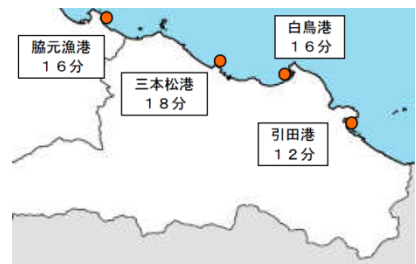 脇元漁港
１６分
三本松港
１８分
白鳥港
１６分
引田港
１２分